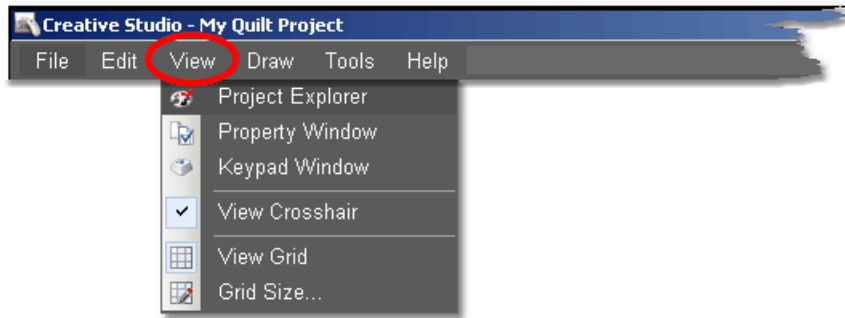 Creative Studio - My Quilt Project
File Edit View Draw Tools Help
Project Explorer
Property Window
Keypad Window
View Crosshair
View Grid
Grid Size...